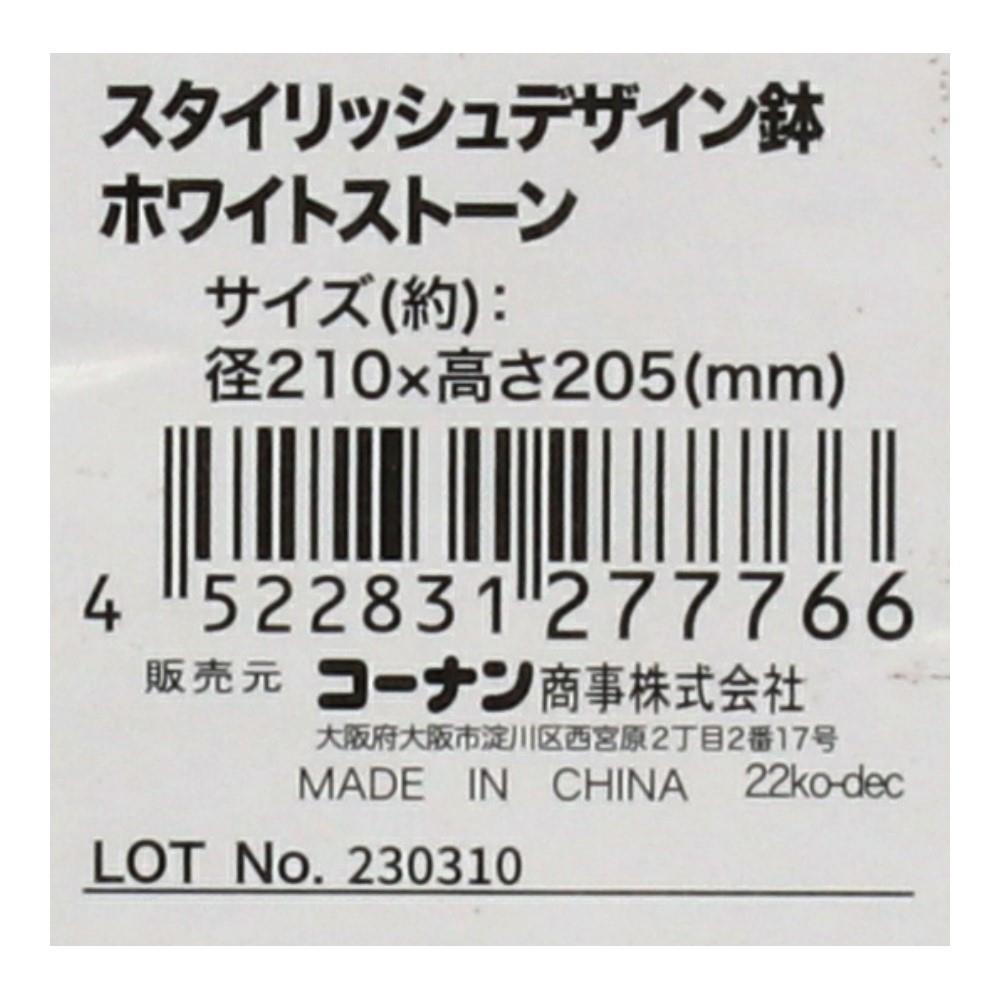 スタイリッシュデザイン鉢
ホワイトストーン
サイズ(約)：
径210×高さ205(mm)
4 522831 277766
販売元 コーナン商事株式会社
大阪府大阪市淀川区西宮原2丁目2番17号
MADE IN CHINA 22ko-dec
LOT No. 230310